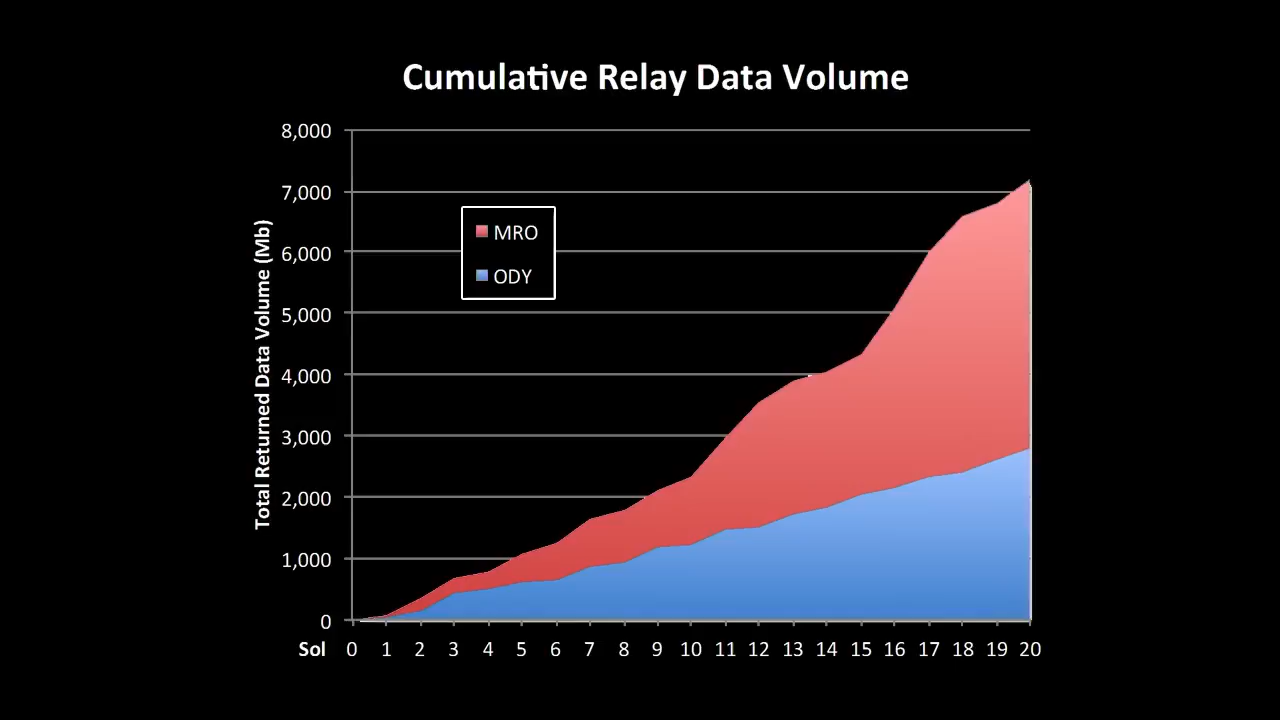 Cumulative Relay Data Volume
Total Returned Data Volume (Mb)
8,000
7,000
6,000
5,000
4,000
3,000
2,000
1,000
0
MRO
ODY
Sol 0 1 2 3 4 5 6 7 8 9 10 11 12 13 14 15 16 17 18 19 20